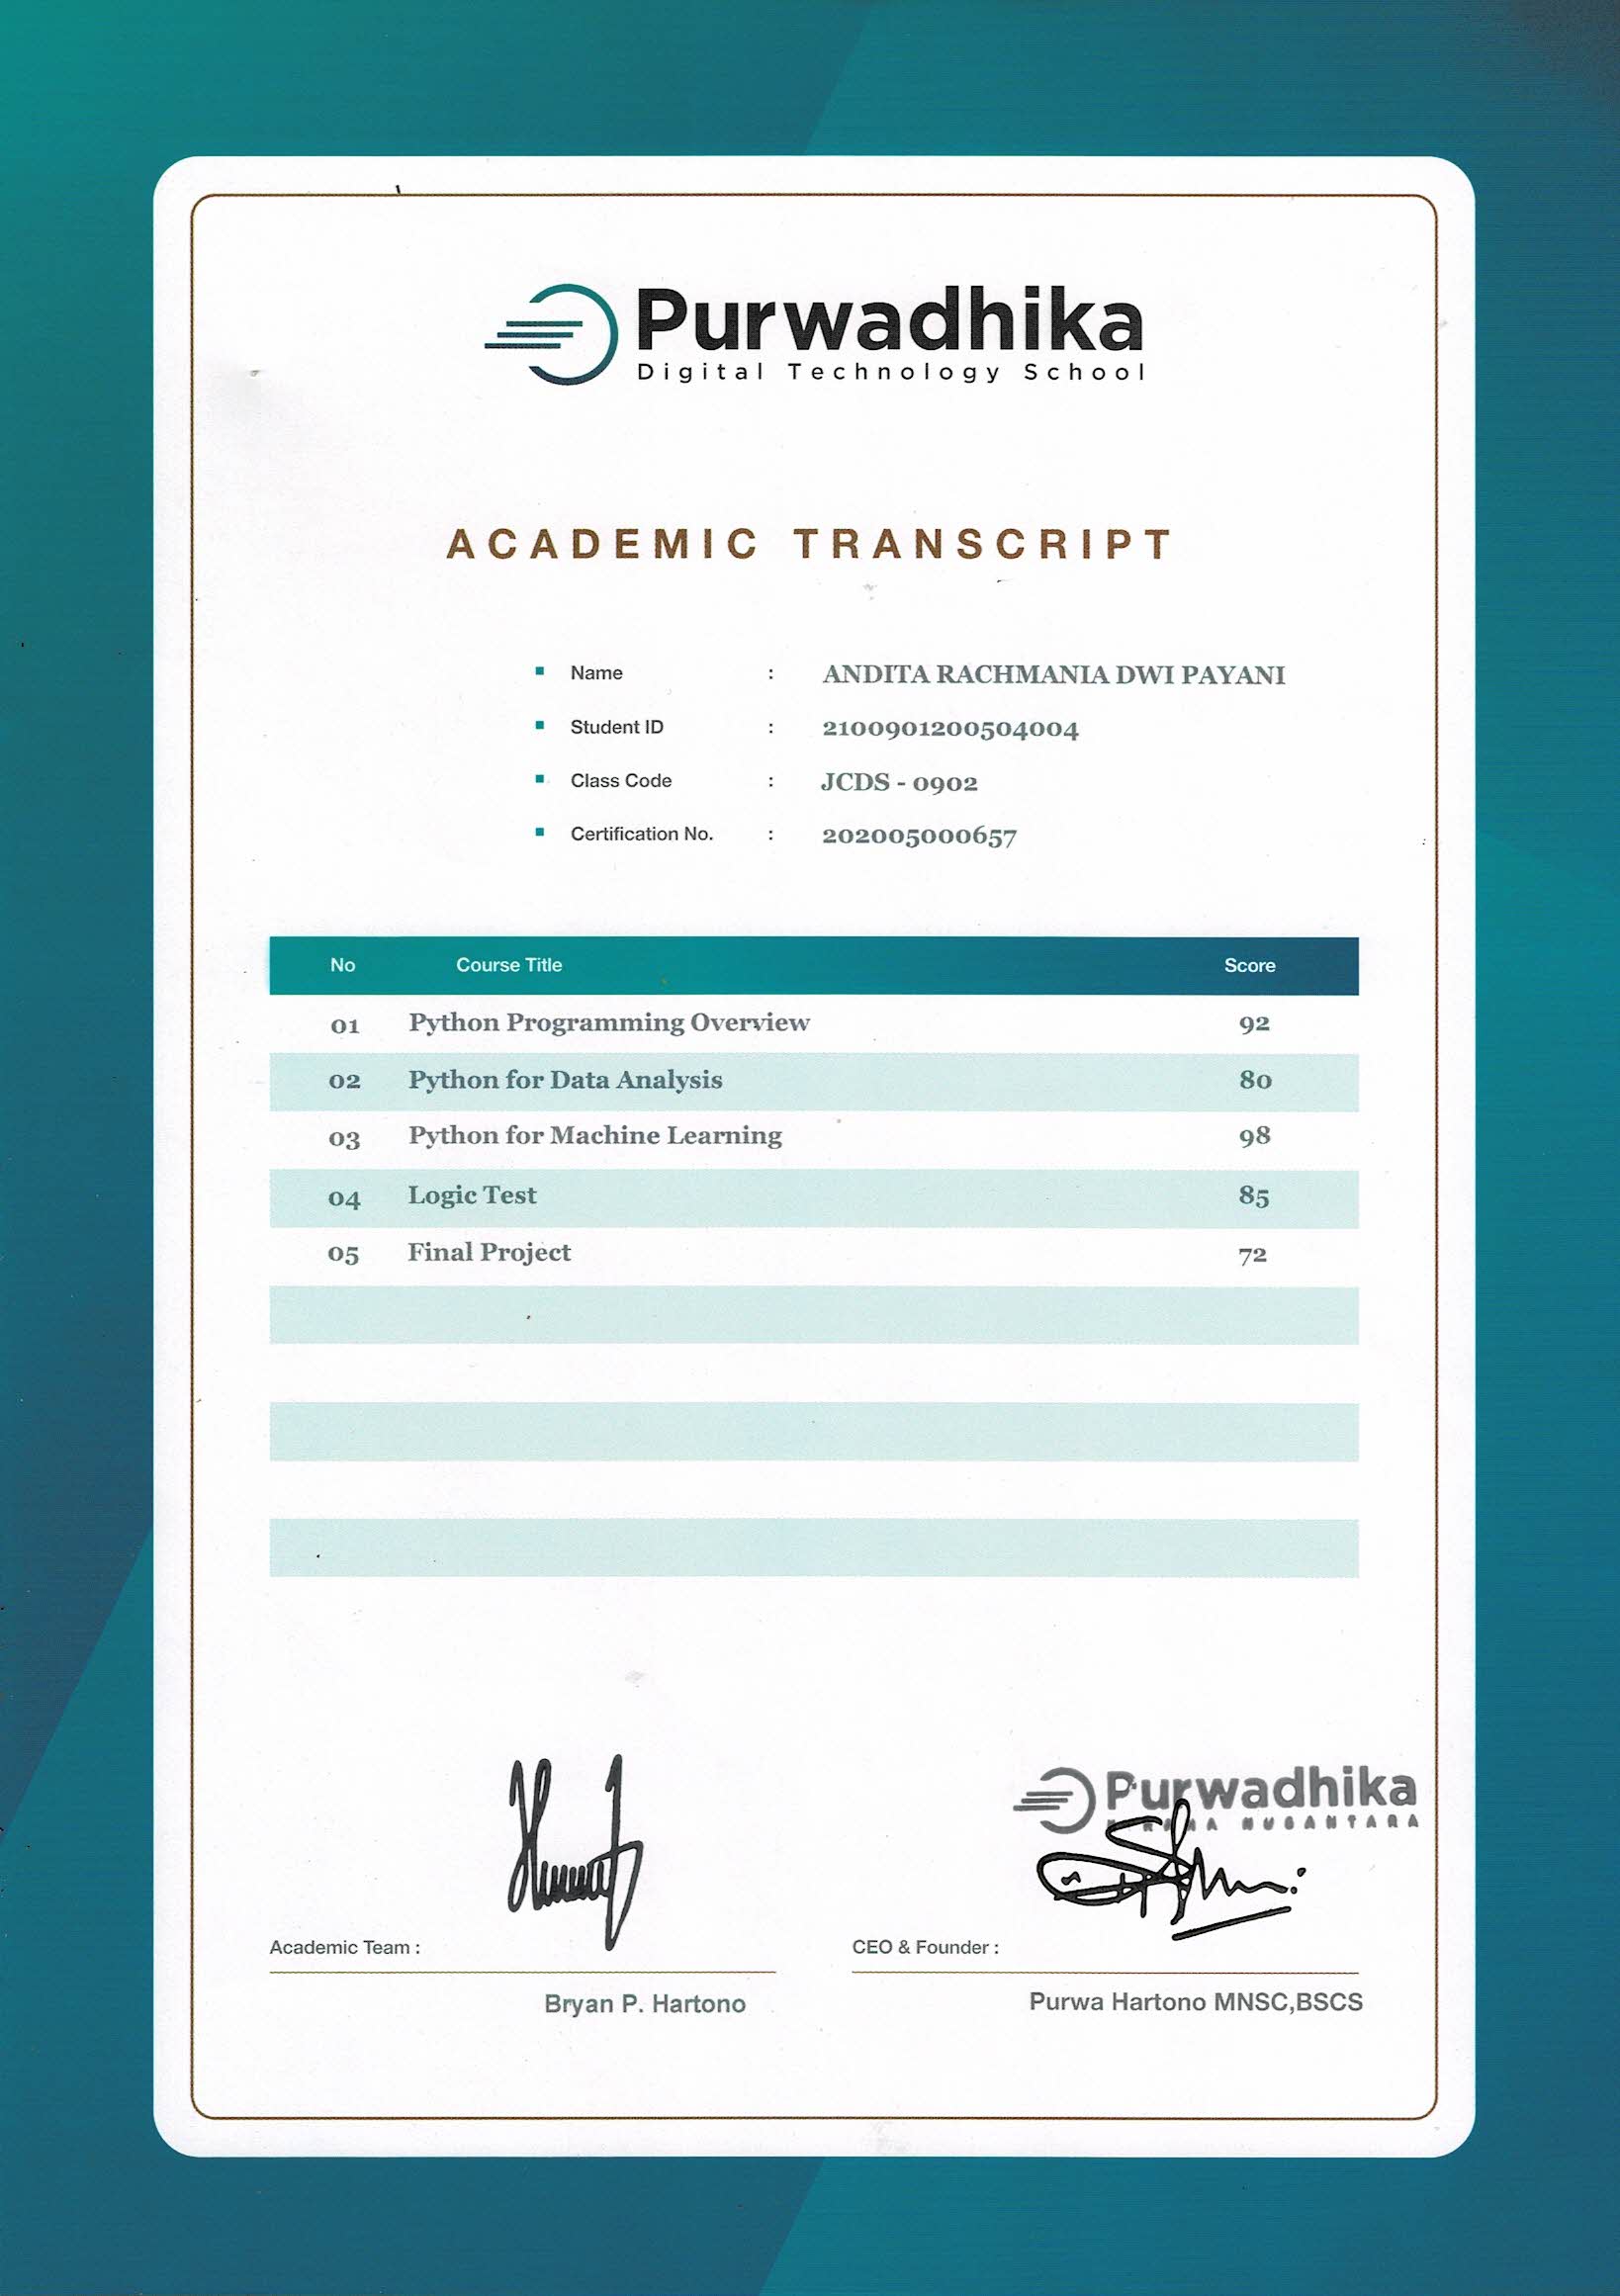 Purwadhika
Digital Technology School
ACADEMIC TRANSCRIPT
Name : ANDITA RACHMANIA DWI PAYANI
Student ID : 2100901200504004
Class Code : JCDS - 0902
Certification No. : 202005000657
No Course Title Score
01 Python Programming Overview 92
02 Python for Data Analysis 80
03 Python for Machine Learning 98
04 Logic Test 85
05 Final Project 72
Purwadhika
NUSANTARA
Academic Team : CEO & Founder :
Bryan P. Hartono Purwa Hartono MNSC,BSCS